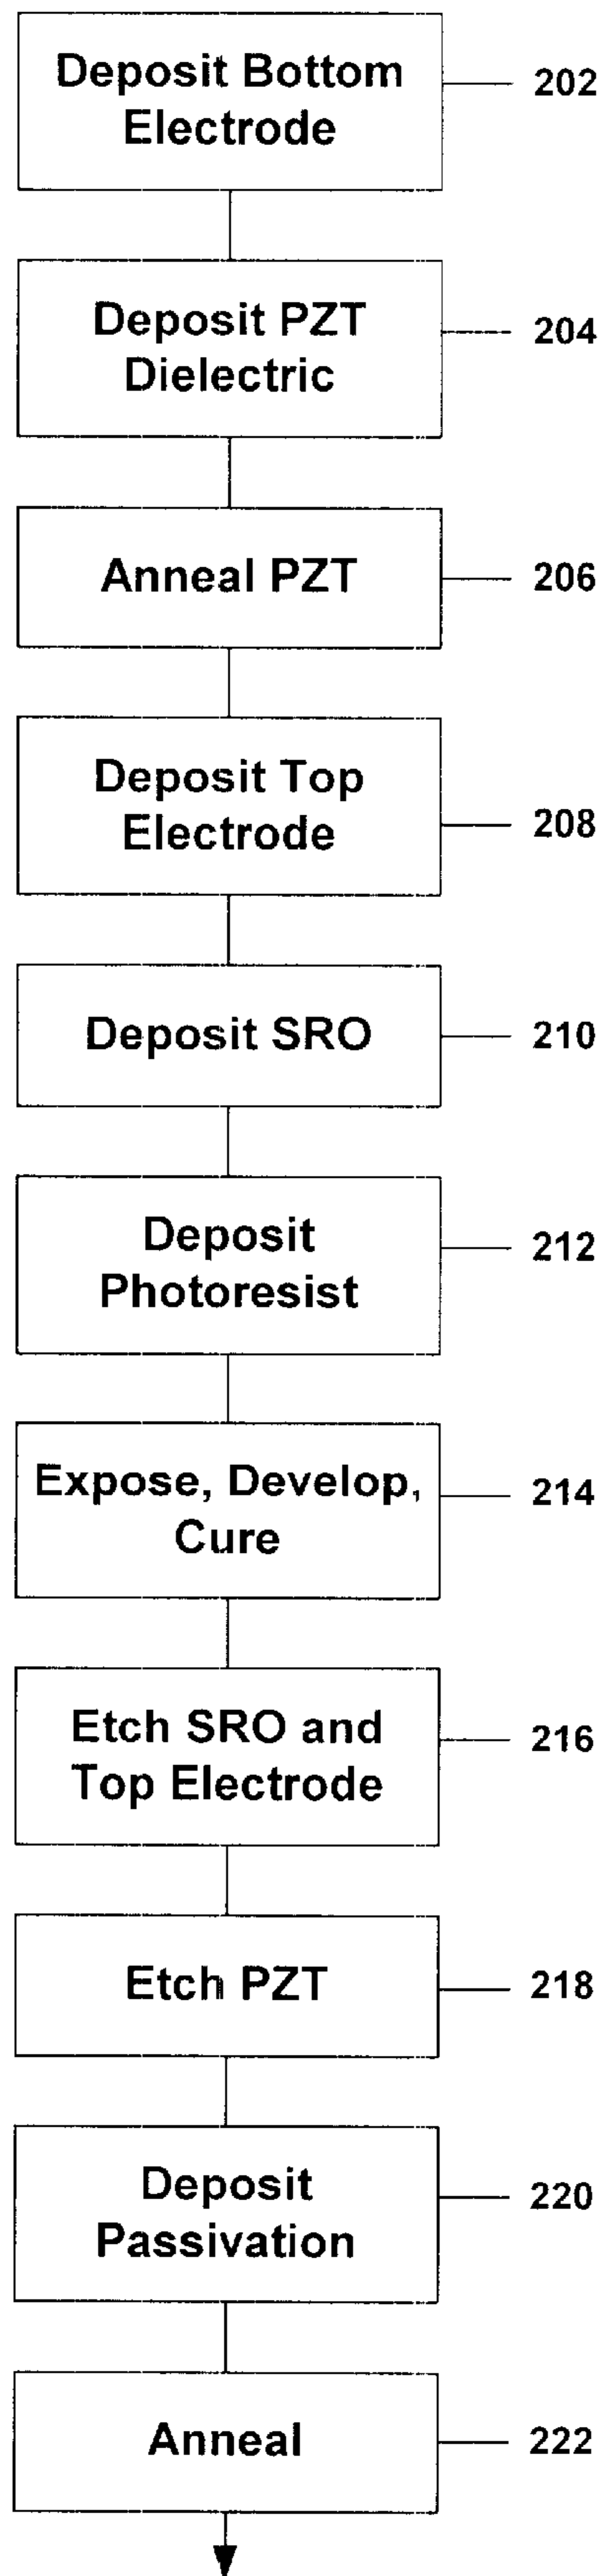 Deposit Bottom
Electrode
202
Deposit PZT
Dielectric
204
Anneal PZT
206
Deposit Top
Electrode
208
Deposit SRO
210
Deposit
Photoresist
212
Expose, Develop,
Cure
214
Etch SRO and
Top Electrode
216
Etch PZT
218
Deposit
Passivation
220
Anneal
222